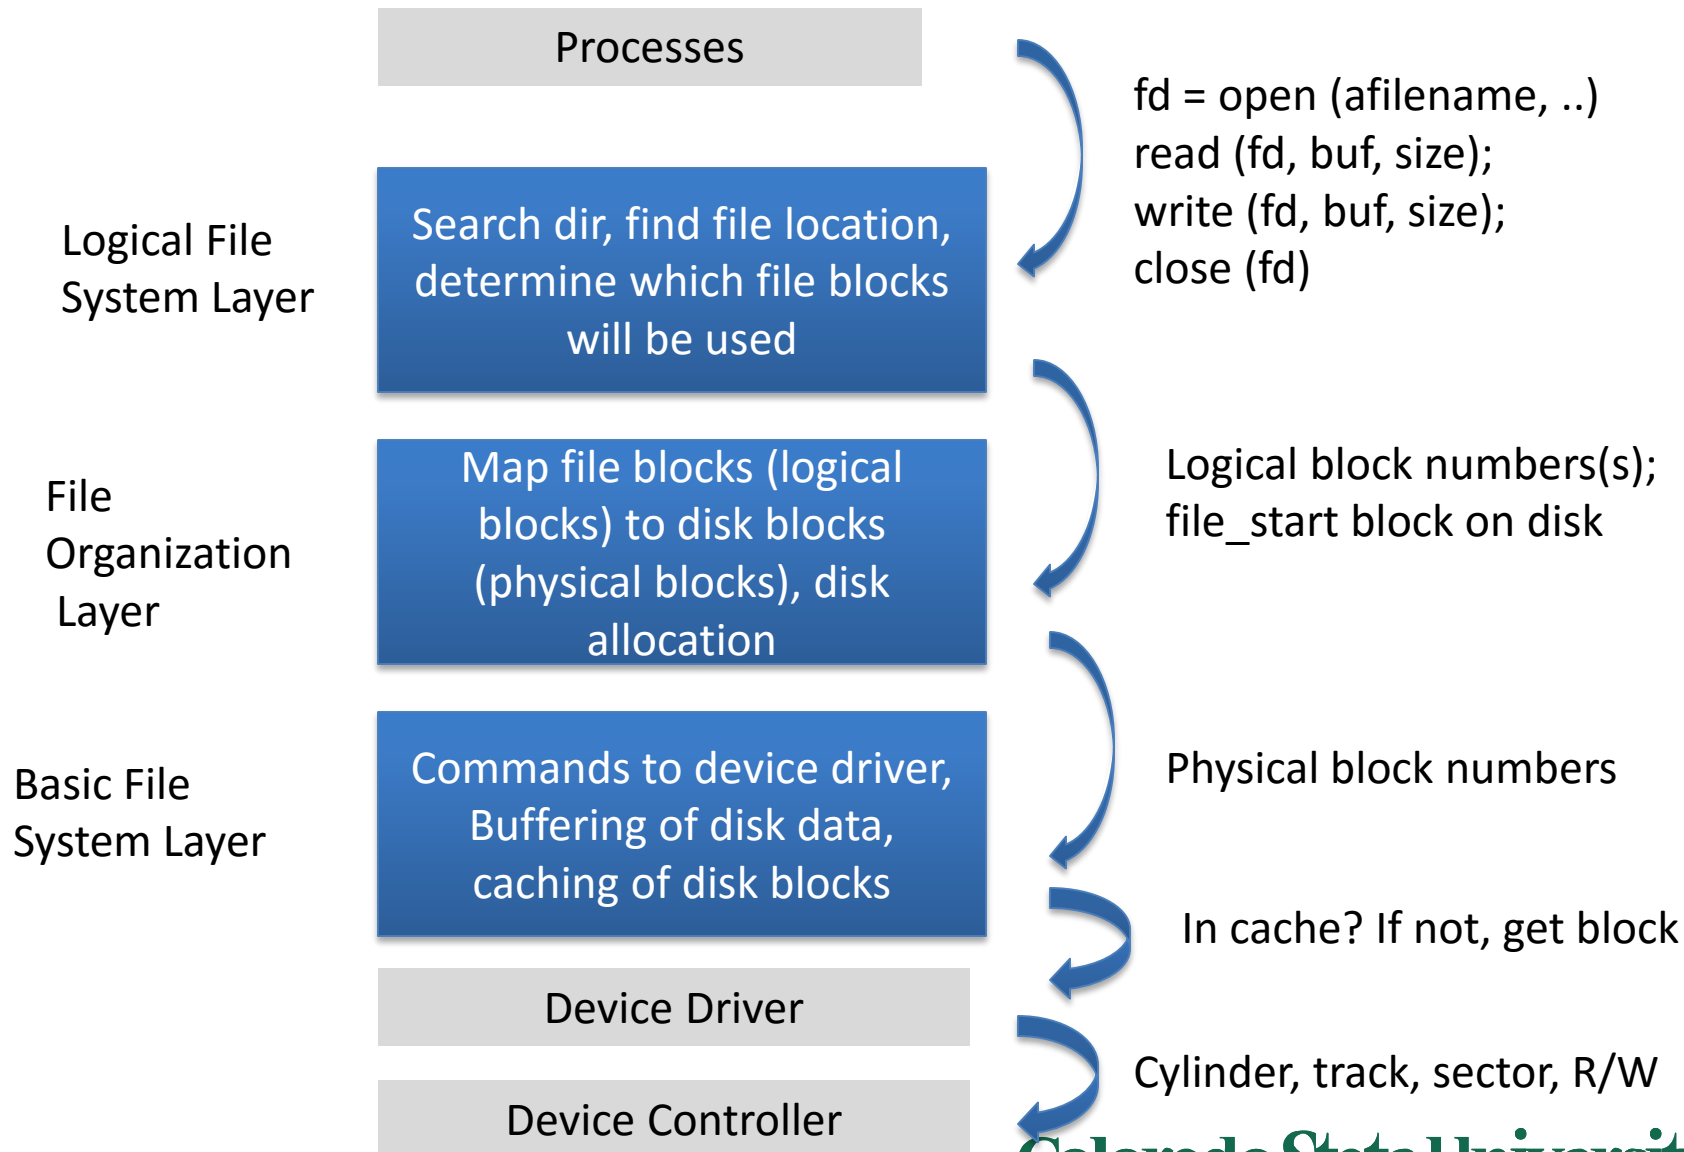 Processes
fd = open (afilename, ..)
read (fd, buf, size);
write (fd, buf, size);
close (fd)
Logical File
System Layer
Search dir, find file location,
determine which file blocks
will be used
File
Organization
Layer
Map file blocks (logical
blocks) to disk blocks
(physical blocks), disk
allocation
Logical block numbers(s);
file_start block on disk
Basic File
System Layer
Commands to device driver,
Buffering of disk data,
caching of disk blocks
Physical block numbers
In cache? If not, get block
Device Driver
Cylinder, track, sector, R/W
Device Controller
Colorado State Universit